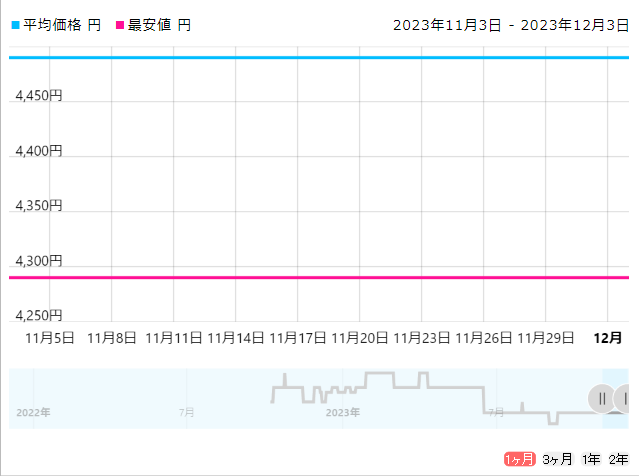 平均価格 円 最安値 円 2023年11月3日 - 2023年12月3日
4,450円
4,400円
4,350円
4,300円
4,250円
11月5日 11月8日 11月11日 11月14日 11月17日 11月20日 11月23日 11月26日 11月29日 12月
2022年 7月 2023年 7月
1ヶ月 3ヶ月 1年 2年